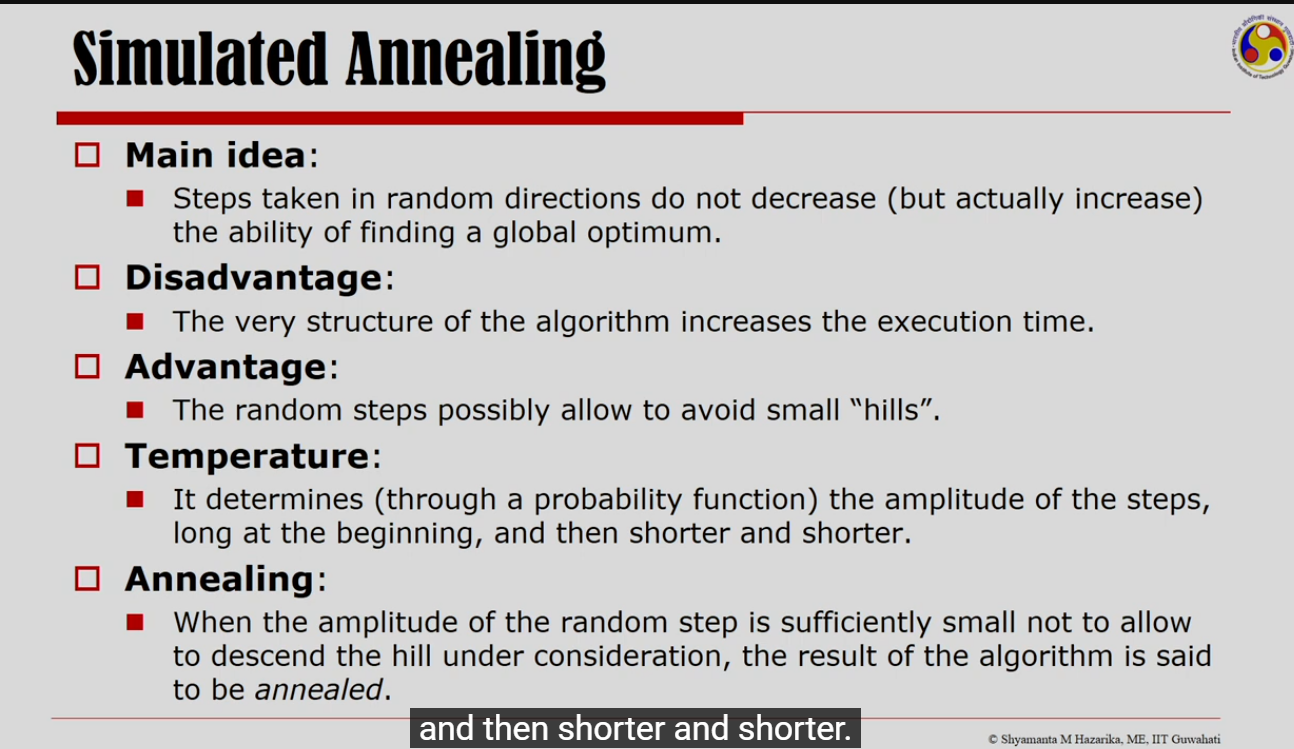 Simulated Annealing
Main idea:
Steps taken in random directions do not decrease (but actually increase)
the ability of finding a global optimum.
Disadvantage:
The very structure of the algorithm increases the execution time.
Advantage:
The random steps possibly allow to avoid small “hills”.
Temperature:
It determines (through a probability function) the amplitude of the steps,
long at the beginning, and then shorter and shorter.
Annealing:
When the amplitude of the random step is sufficiently small not to allow
to descend the hill under consideration, the result of the algorithm is said
to be annealed.
and then shorter and shorter.
© Shyamanta M Hazarika, ME, IIT Guwahati